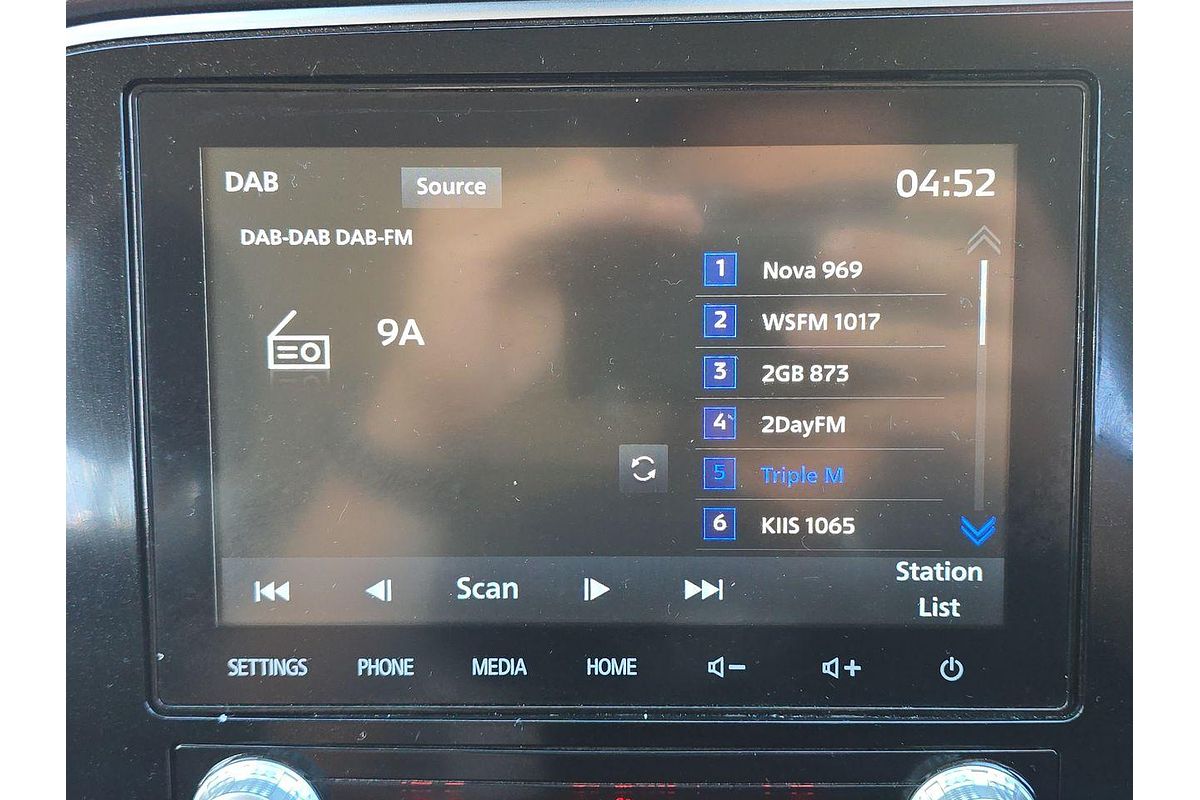 DAB
Source
04:52
DAB-DAB DAB-FM
9A
1 Nova 969
2 WSFM 1017
3 2GB 873
4 2DayFM
5 Triple M
6 KIIS 1065
Scan
Station
List
SETTINGS PHONE MEDIA HOME